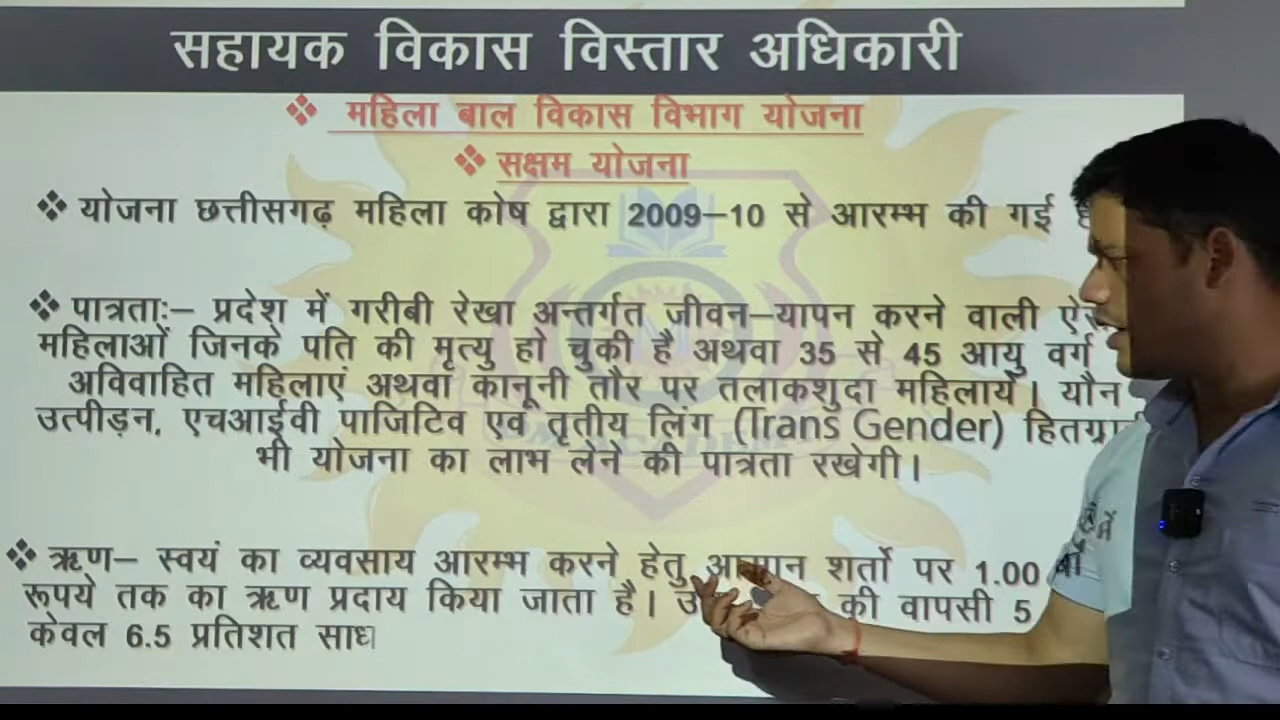 सहायक विकास विस्तार अधिकारी
❖ महिला बाल विकास विभाग योजना
❖ सक्षम योजना
❖ योजना छत्तीसगढ़ महिला कोष द्वारा 2009–10 से आरम्भ की गई
❖ पात्रताः– प्रदेश में गरीबी रेखा अन्तर्गत जीवन–यापन करने वाली
महिलाओं जिनके पति की मृत्यु हो चुकी है अथवा 35 से 45 आयु वर्ग
अविवाहित महिलाएं अथवा कानूनी तौर पर तलाकशुदा महिलायें। यौन
उत्पीड़न, एचआईवी पाजिटिव एवं तृतीय लिंग (Trans Gender)
भी योजना का लाभ लेने की पात्रता रखेगी।
❖ ऋण– स्वयं का व्यवसाय आरम्भ करने हेतु शर्तो पर 1.00
रूपये तक का ऋण प्रदाय किया जाता है। की वापसी 5
केवल 6.5 प्रतिशत